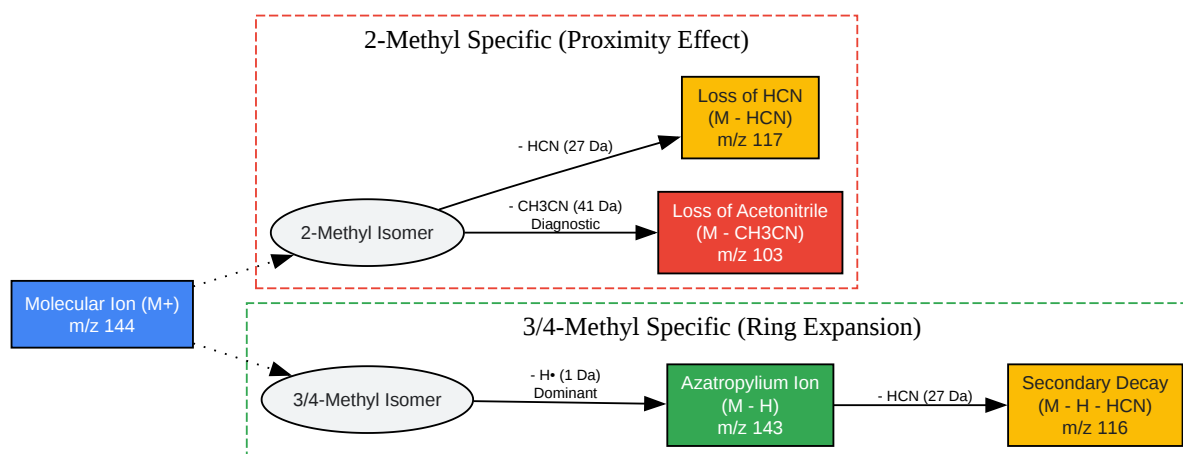 2-Methyl Specific (Proximity Effect)
Loss of HCN
(M - HCN)
m/z 117
- HCN (27 Da)
2-Methyl Isomer
- CH3CN (41 Da)
Diagnostic
Loss of Acetonitrile
(M - CH3CN)
m/z 103
Molecular Ion (M+)
m/z 144
3/4-Methyl Specific (Ring Expansion)
3/4-Methyl Isomer
- H• (1 Da)
Dominant
Azatropylium Ion
(M - H)
m/z 143
- HCN (27 Da)
Secondary Decay
(M - H - HCN)
m/z 116